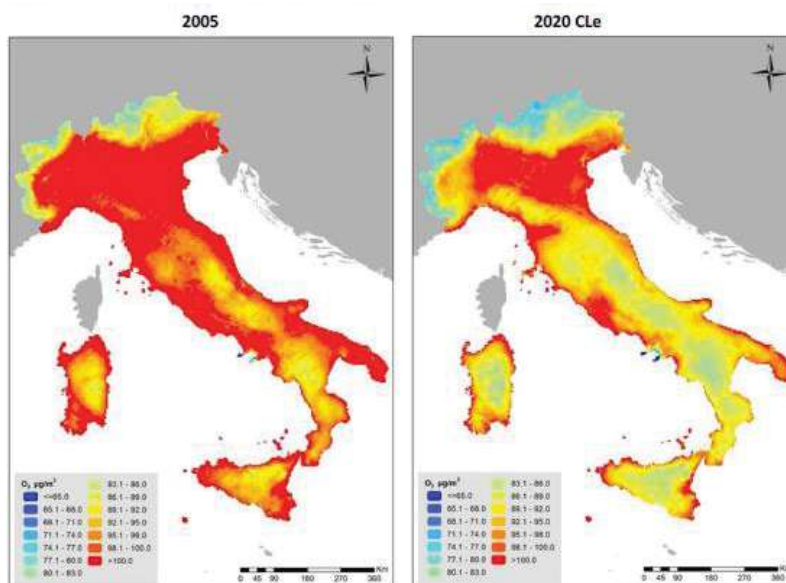 2005
2020 CLe
N
N
O₃ µg/m³
<=65.0
65.1 - 68.0
68.1 - 71.0
71.1 - 74.0
74.1 - 77.0
77.1 - 80.0
80.1 - 83.0
83.1 - 86.0
86.1 - 89.0
89.1 - 92.0
92.1 - 95.0
95.1 - 98.0
98.1 - 100.0
>100.0
Km
0 45 90 180 270 360
O₃ µg/m³
<=65.0
65.1 - 68.0
68.1 - 71.0
71.1 - 74.0
74.1 - 77.0
77.1 - 80.0
80.1 - 83.0
83.1 - 86.0
86.1 - 89.0
89.1 - 92.0
92.1 - 95.0
95.1 - 98.0
98.1 - 100.0
>100.0
Km
0 45 90 180 270 360